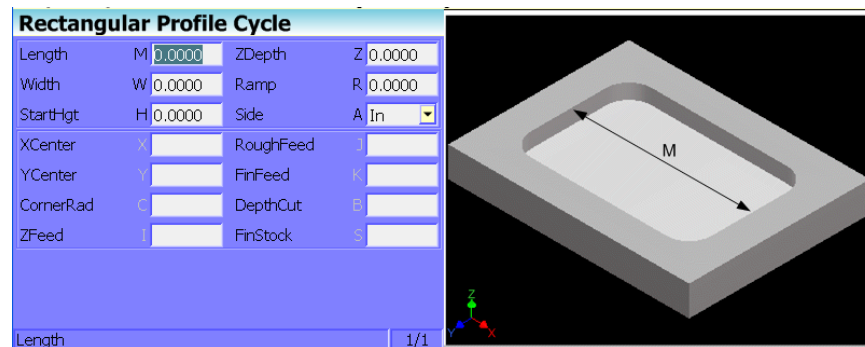 Rectangular Profile Cycle
Length M 0.0000 ZDepth Z 0.0000
Width W 0.0000 Ramp R 0.0000
StartHgt H 0.0000 Side A In
XCenter X RoughFeed J
YCenter Y FinFeed K
CornerRad C DepthCut B
ZFeed I FinStock S
Length 1/1
M
Z
Y X